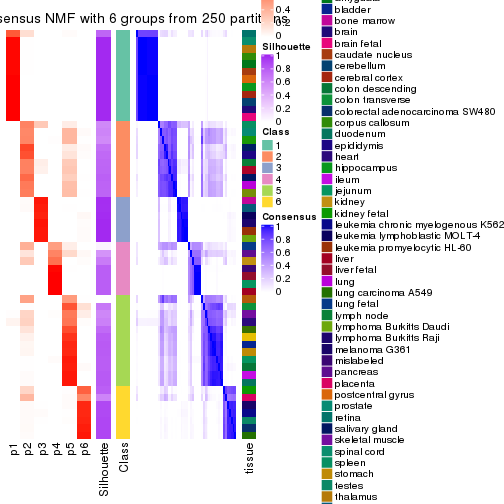 sensus NMF with 6 groups from 250 partitions
0.4
0.2
0
Silhouette
1
0.8
0.6
0.4
0.2
0
Class
1
2
3
4
5
6
Consensus
1
0.8
0.6
0.4
0.2
0
p1
p2
p3
p4
p5
p6
Silhouette
Class
tissue
amygdala
bladder
bone marrow
brain
brain fetal
caudate nucleus
cerebellum
cerebral cortex
colon descending
colon transverse
colorectal adenocarcinoma SW480
corpus callosum
duodenum
epididymis
heart
hippocampus
ileum
jejunum
kidney
kidney fetal
leukemia chronic myelogenous K562
leukemia lymphoblastic MOLT-4
leukemia promyelocytic HL-60
liver
liver fetal
lung
lung carcinoma A549
lung fetal
lymph node
lymphoma Burkitts Daudi
lymphoma Burkitts Raji
melanoma G361
mislabeled
pancreas
placenta
postcentral gyrus
prostate
retina
salivary gland
skeletal muscle
spinal cord
spleen
stomach
testes
thalamus